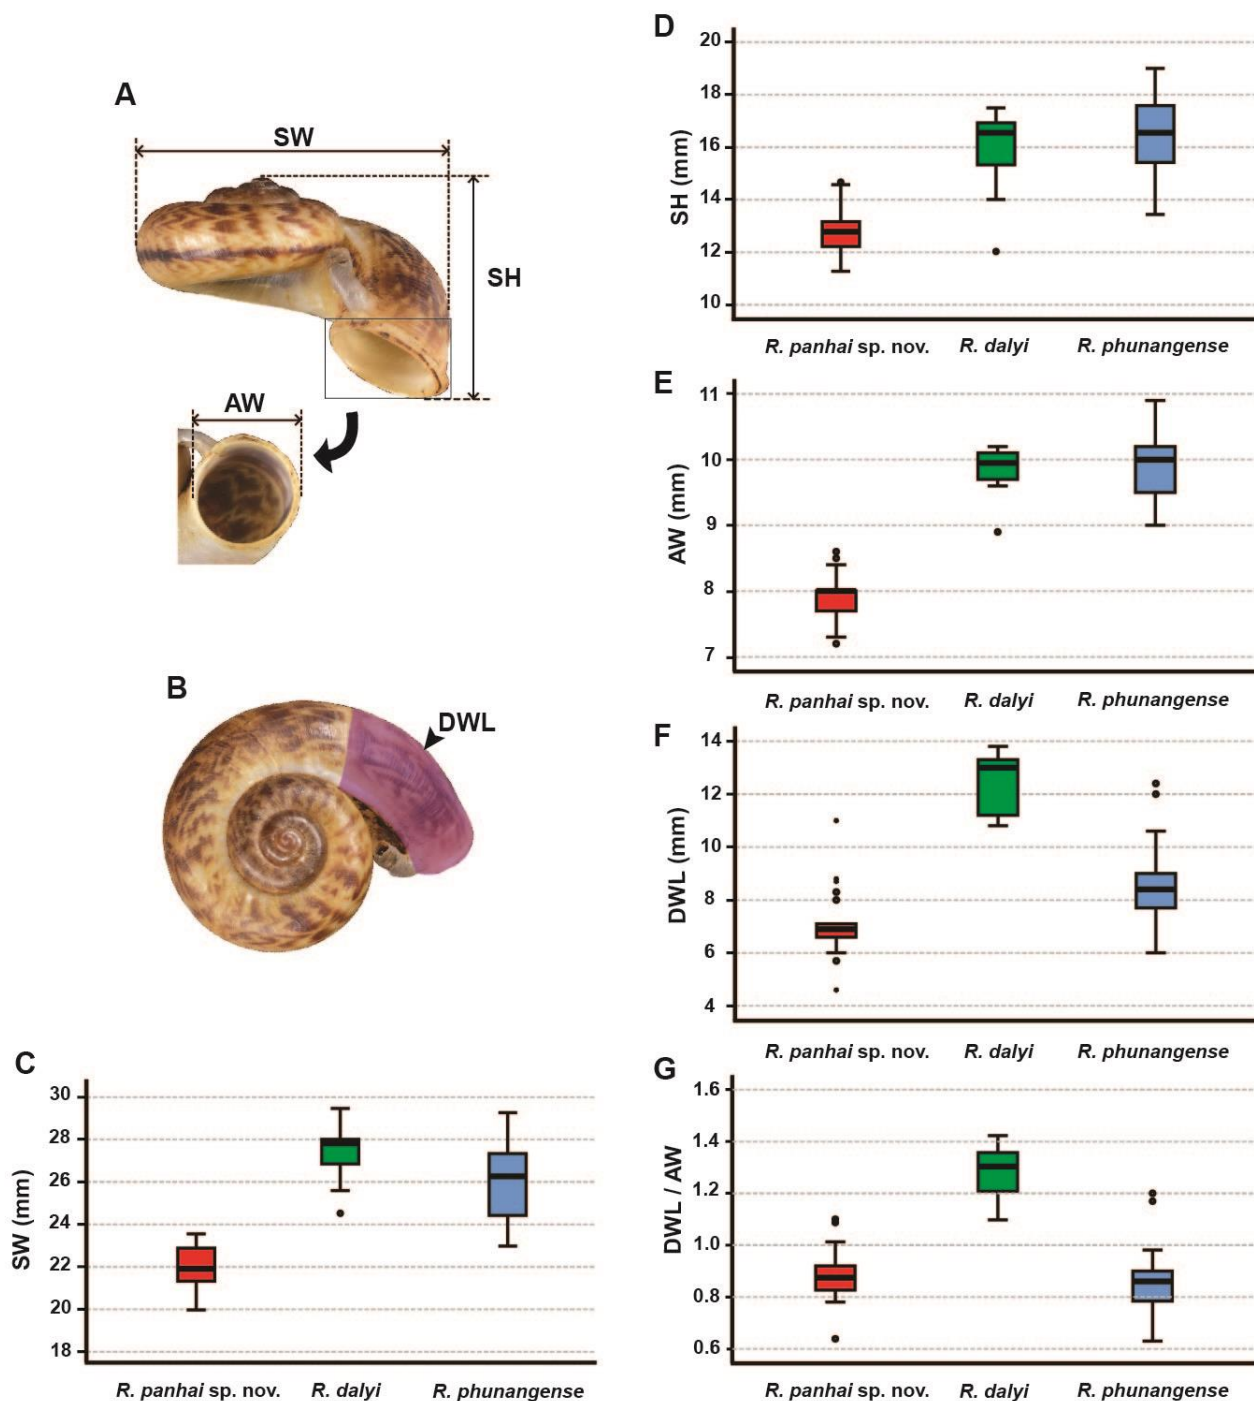 A
SW
SH
AW
B
DWL
C
SW (mm)
30
28
26
24
22
20
18
R. panhai sp. nov. R. dalyi R. phunangense
D
SH (mm)
20
18
16
14
12
10
R. panhai sp. nov. R. dalyi R. phunangense
E
AW (mm)
11
10
9
8
7
R. panhai sp. nov. R. dalyi R. phunangense
F
DWL (mm)
14
12
10
8
6
4
R. panhai sp. nov. R. dalyi R. phunangense
G
DWL / AW
1.6
1.4
1.2
1.0
0.8
0.6
R. panhai sp. nov. R. dalyi R. phunangense